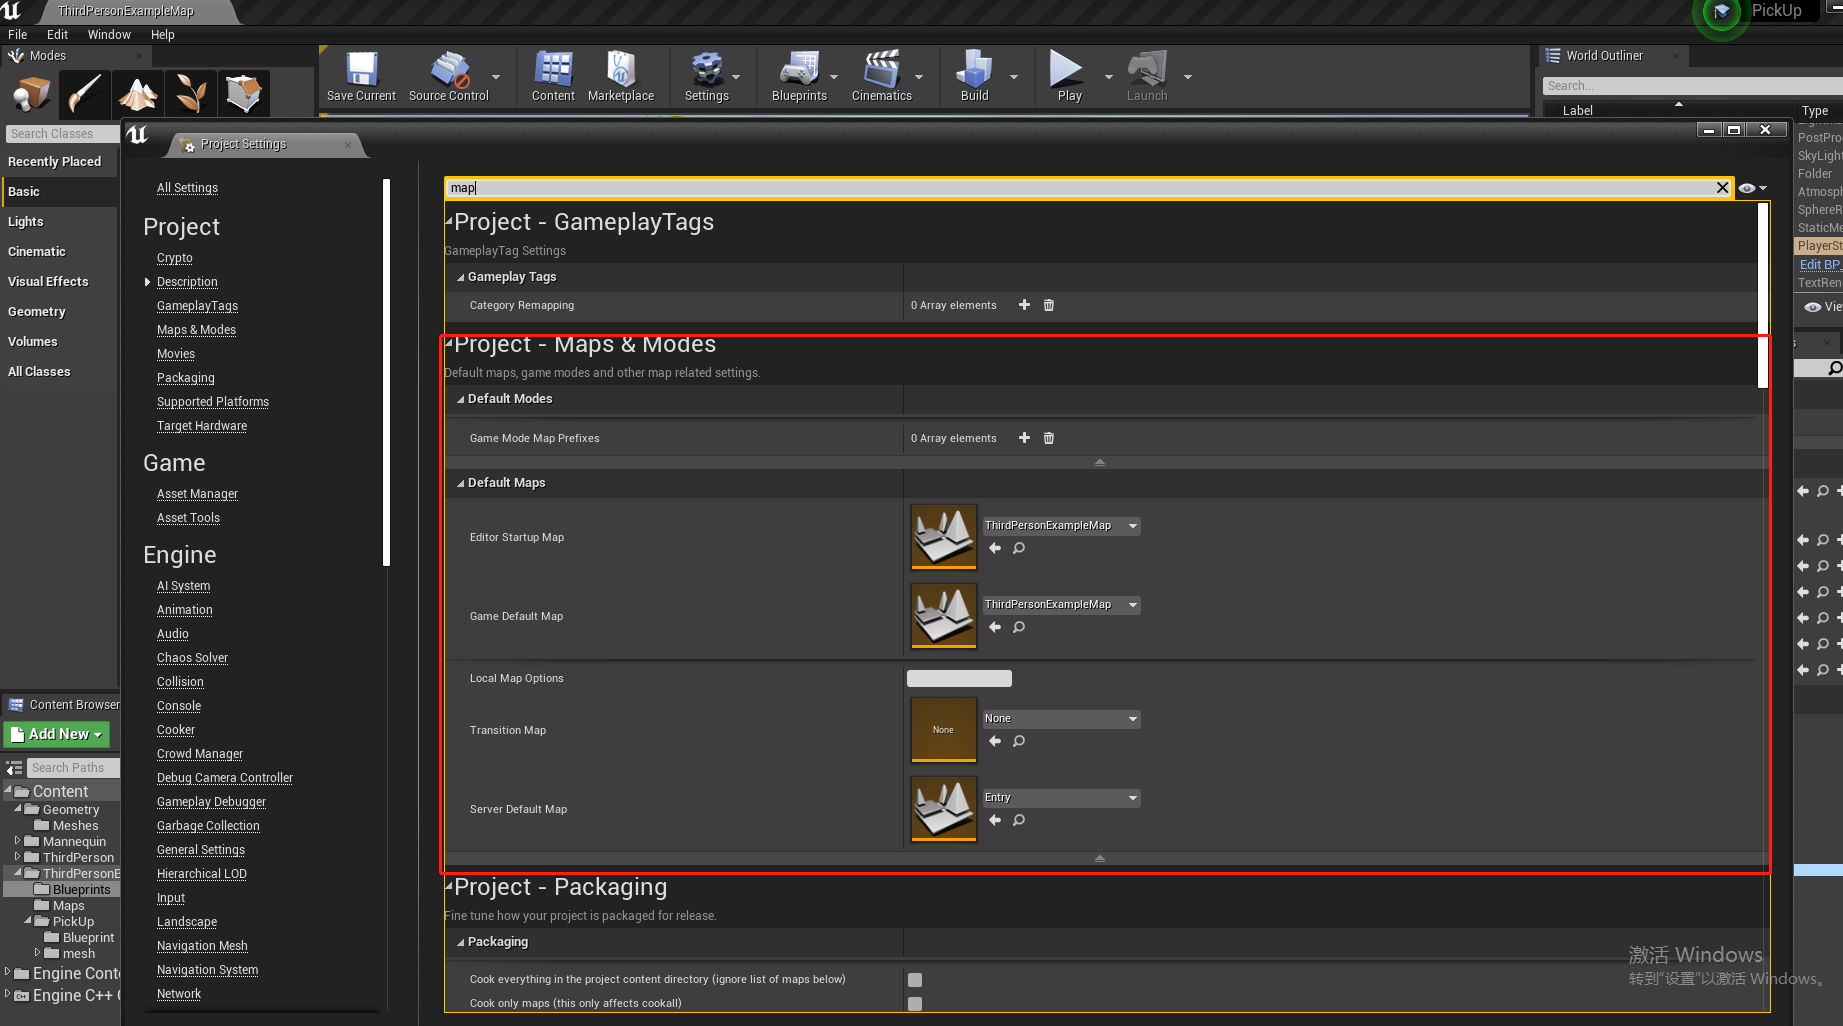 ThirdPersonExampleMap
PickUp
File Edit Window Help
Modes
World Outliner
Save Current
Source Control
Content
Marketplace
Settings
Blueprints
Cinematics
Build
Play
Launch
Search...
Label
Type
Search Classes
Recently Placed
Basic
Lights
Cinematic
Visual Effects
Geometry
Volumes
All Classes
PostPro
SkyLight
Folder
Atmosph
SphereR
StaticMe
PlayerSt
Edit BP
TextRen
Vie
Project Settings
All Settings
Project
Crypto
Description
GameplayTags
Maps & Modes
Movies
Packaging
Supported Platforms
Target Hardware
Game
Asset Manager
Asset Tools
Engine
AI System
Animation
Audio
Chaos Solver
Collision
Console
Cooker
Crowd Manager
Debug Camera Controller
Gameplay Debugger
Garbage Collection
General Settings
Hierarchical LOD
Input
Landscape
Navigation Mesh
Navigation System
Network
map
Project - GameplayTags
GameplayTag Settings
Gameplay Tags
Category Remapping
0 Array elements
Project - Maps & Modes
Default maps, game modes and other map related settings.
Default Modes
Game Mode Map Prefixes
0 Array elements
Default Maps
Editor Startup Map
ThirdPersonExampleMap
Game Default Map
ThirdPersonExampleMap
Local Map Options
Transition Map
None
None
Server Default Map
Entry
Project - Packaging
Fine tune how your project is packaged for release.
Packaging
Cook everything in the project content directory (ignore list of maps below)
Cook only maps (this only affects cookall)
Content Browser
Add New
Search Paths
Content
Geometry
Meshes
Mannequin
ThirdPerson
ThirdPersonE
Blueprints
Maps
PickUp
Blueprint
mesh
Engine Conte
Engine C++ C
激活 Windows
转到“设置”以激活 Windows。